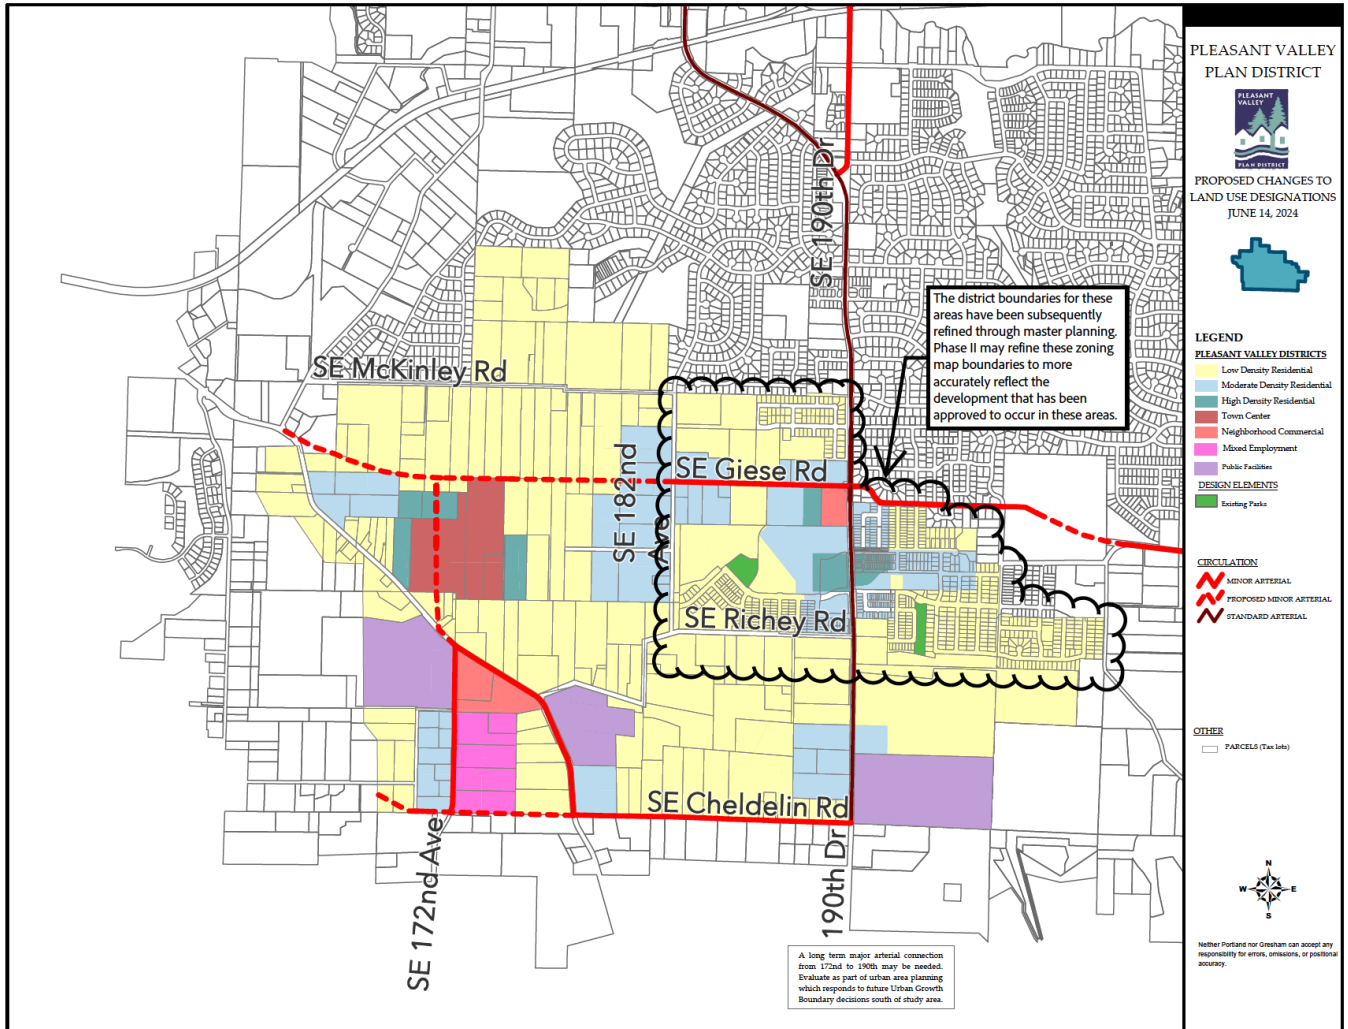 SE McKinley Rd
SE 190th Dr
SE Giese Rd
SE 182nd
Ave
SE Richey Rd
SE Cheldelin Rd
SE 172nd Ave
190th Dr
The district boundaries for these
areas have been subsequently
refined through master planning.
Phase II may refine these zoning
map boundaries to more
accurately reflect the
development that has been
approved to occur in these areas.
A long term major arterial connection
from 172nd to 190th may be needed.
Evaluate as part of urban area planning
which responds to future Urban Growth
Boundary decisions south of study area.
PLEASANT VALLEY
PLAN DISTRICT
PLEASANT
VALLEY
PLAN DISTRICT
PROPOSED CHANGES TO
LAND USE DESIGNATIONS
JUNE 14, 2024
LEGEND
PLEASANT VALLEY DISTRICTS
Low Density Residential
Moderate Density Residential
High Density Residential
Town Center
Neighborhood Commercial
Mixed Employment
Public Facilities
DESIGN ELEMENTS
Existing Parks
CIRCULATION
MINOR ARTERIAL
PROPOSED MINOR ARTERIAL
STANDARD ARTERIAL
OTHER
PARCELS (Tax lots)
N
W E
S
Neither Portland nor Gresham can accept any
responsibility for errors, omissions, or positional
accuracy.